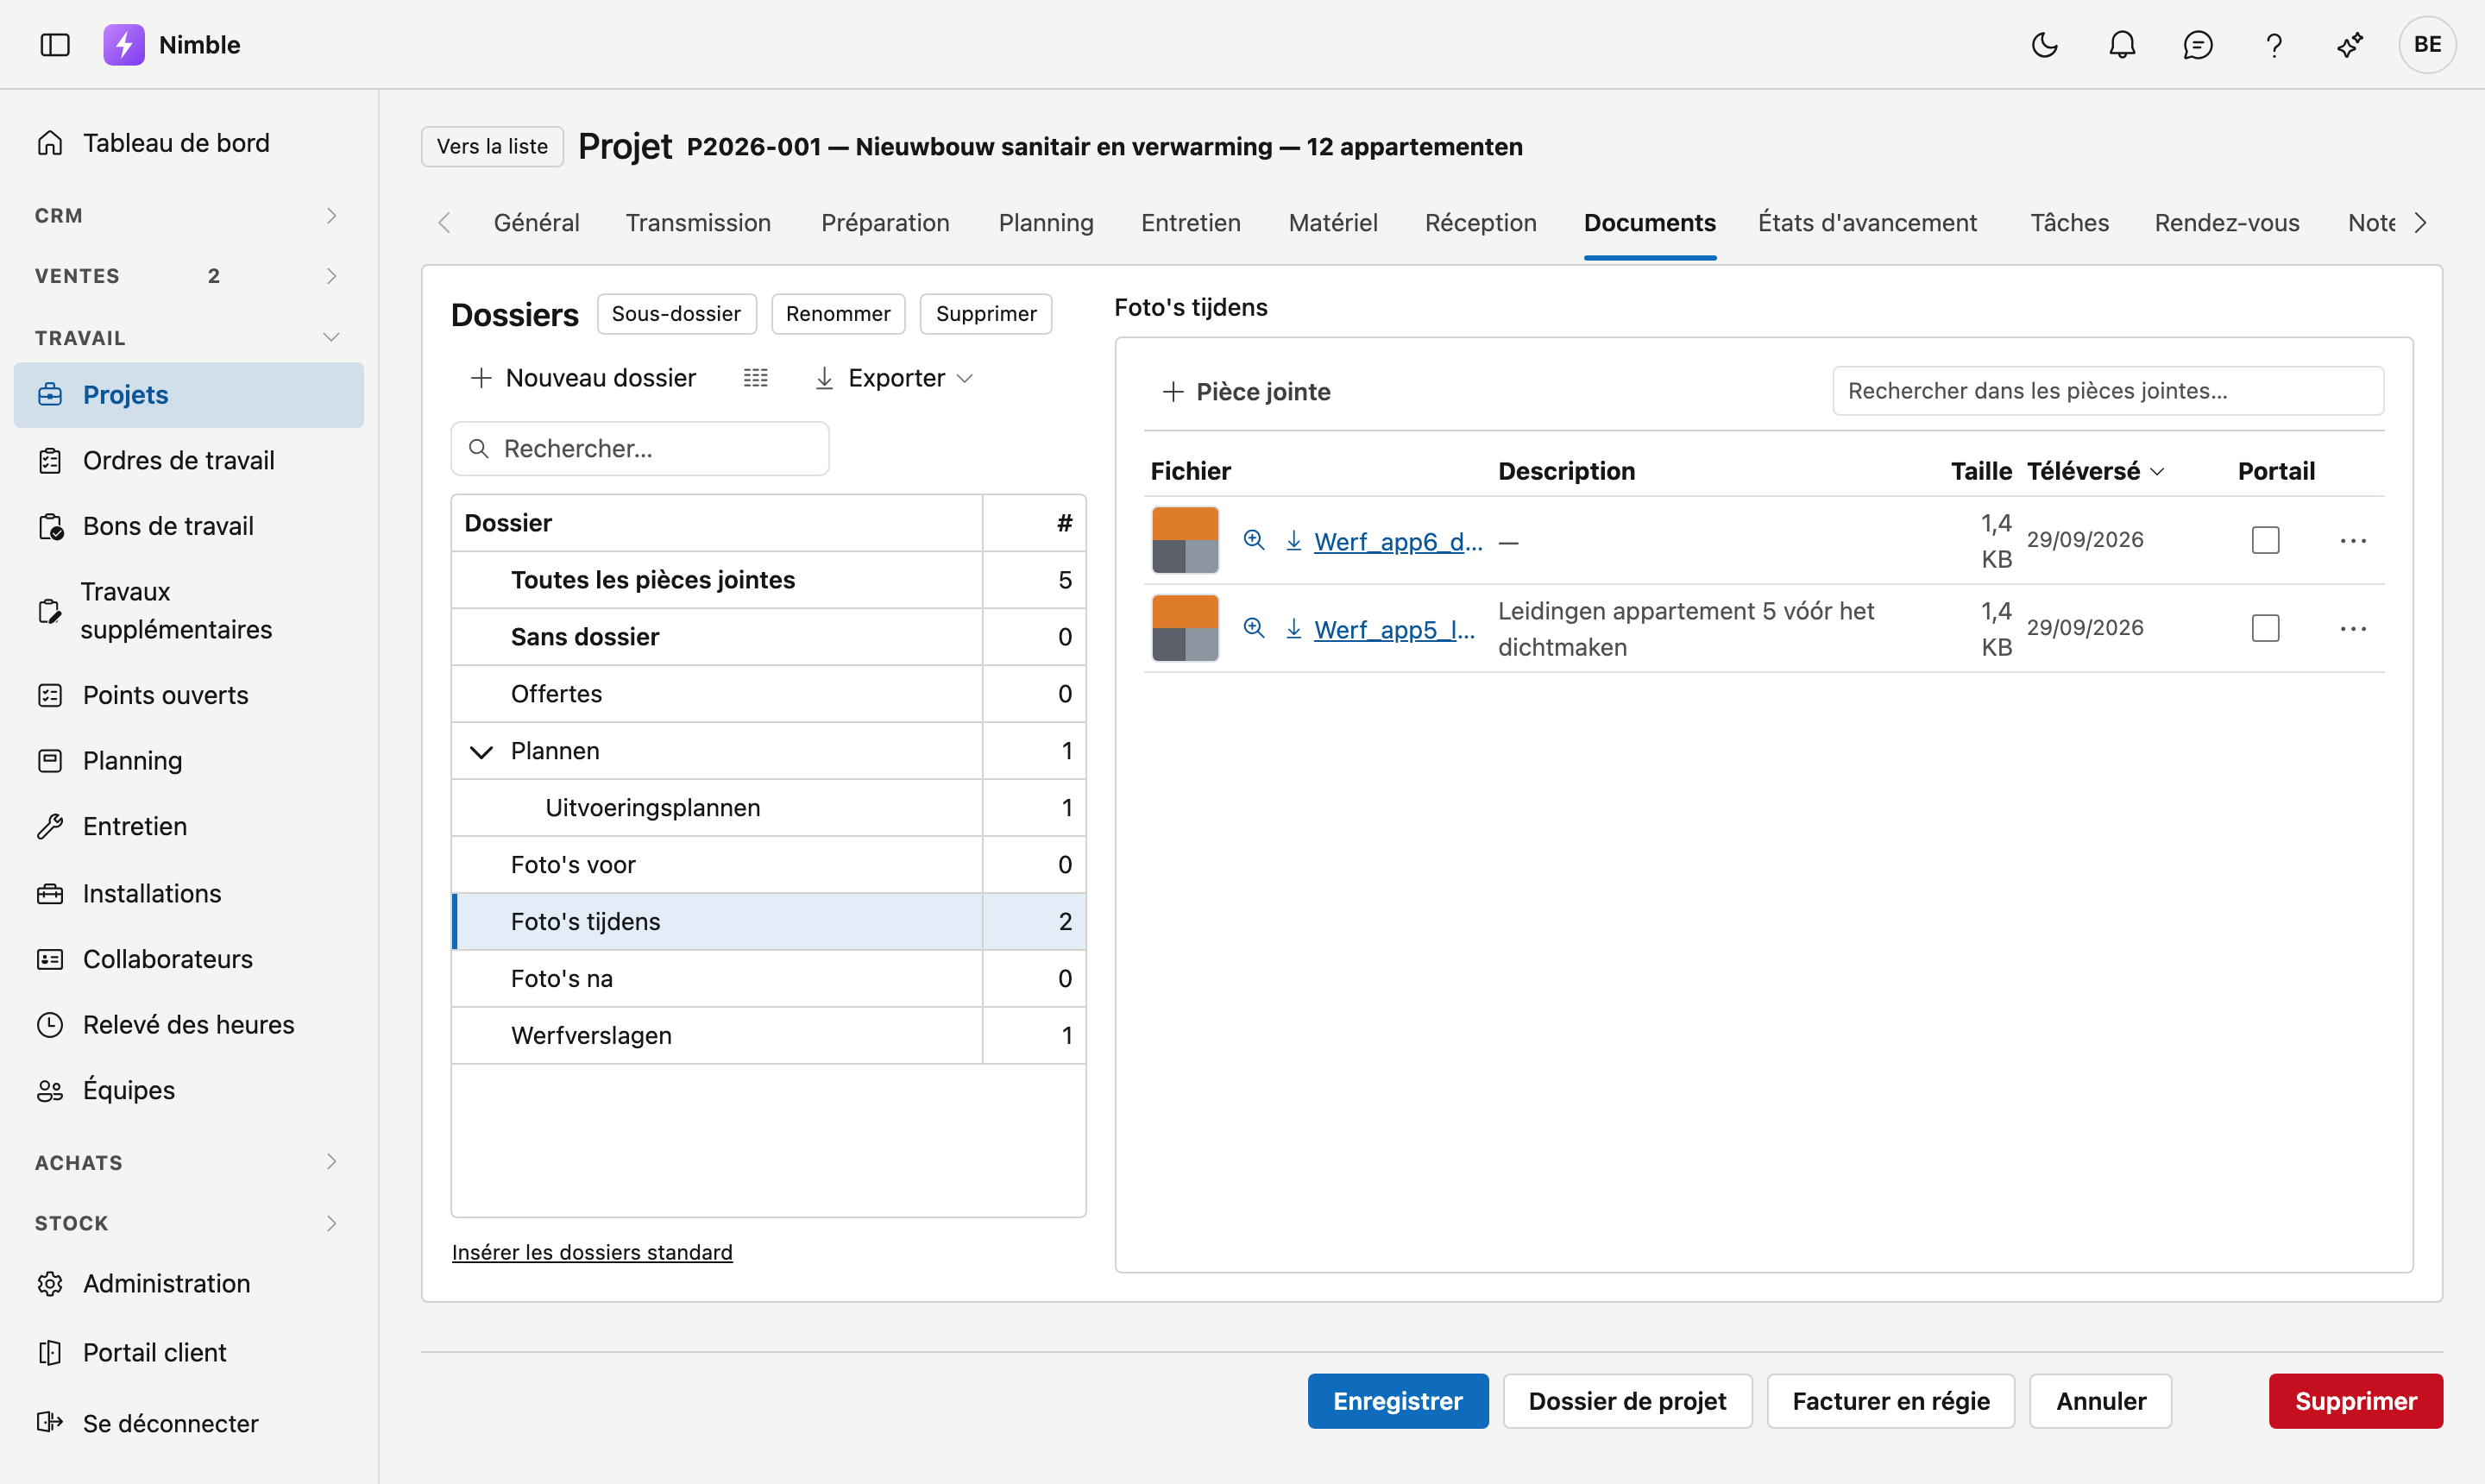 Nimble
BE
Tableau de bord
CRM
VENTES 2
TRAVAIL
Projets
Ordres de travail
Bons de travail
Travaux
supplémentaires
Points ouverts
Planning
Entretien
Installations
Collaborateurs
Relevé des heures
Équipes
ACHATS
STOCK
Administration
Portail client
Se déconnecter
Vers la liste Projet P2026-001 — Nieuwbouw sanitair en verwarming — 12 appartementen
Général Transmission Préparation Planning Entretien Matériel Réception Documents États d'avancement Tâches Rendez-vous Note
Dossiers Sous-dossier Renommer Supprimer
Nouveau dossier Exporter
Rechercher...
Dossier #
Toutes les pièces jointes 5
Sans dossier 0
Offertes 0
Plannen 1
Uitvoeringsplannen 1
Foto's voor 0
Foto's tijdens 2
Foto's na 0
Werfverslagen 1
Insérer les dossiers standard
Foto's tijdens
Pièce jointe Rechercher dans les pièces jointes...
Fichier Description Taille Téléversé Portail
Werf_app6_d... — 1,4 KB 29/09/2026
Werf_app5_l... Leidingen appartement 5 vóór het dichtmaken 1,4 KB 29/09/2026
Enregistrer Dossier de projet Facturer en régie Annuler Supprimer